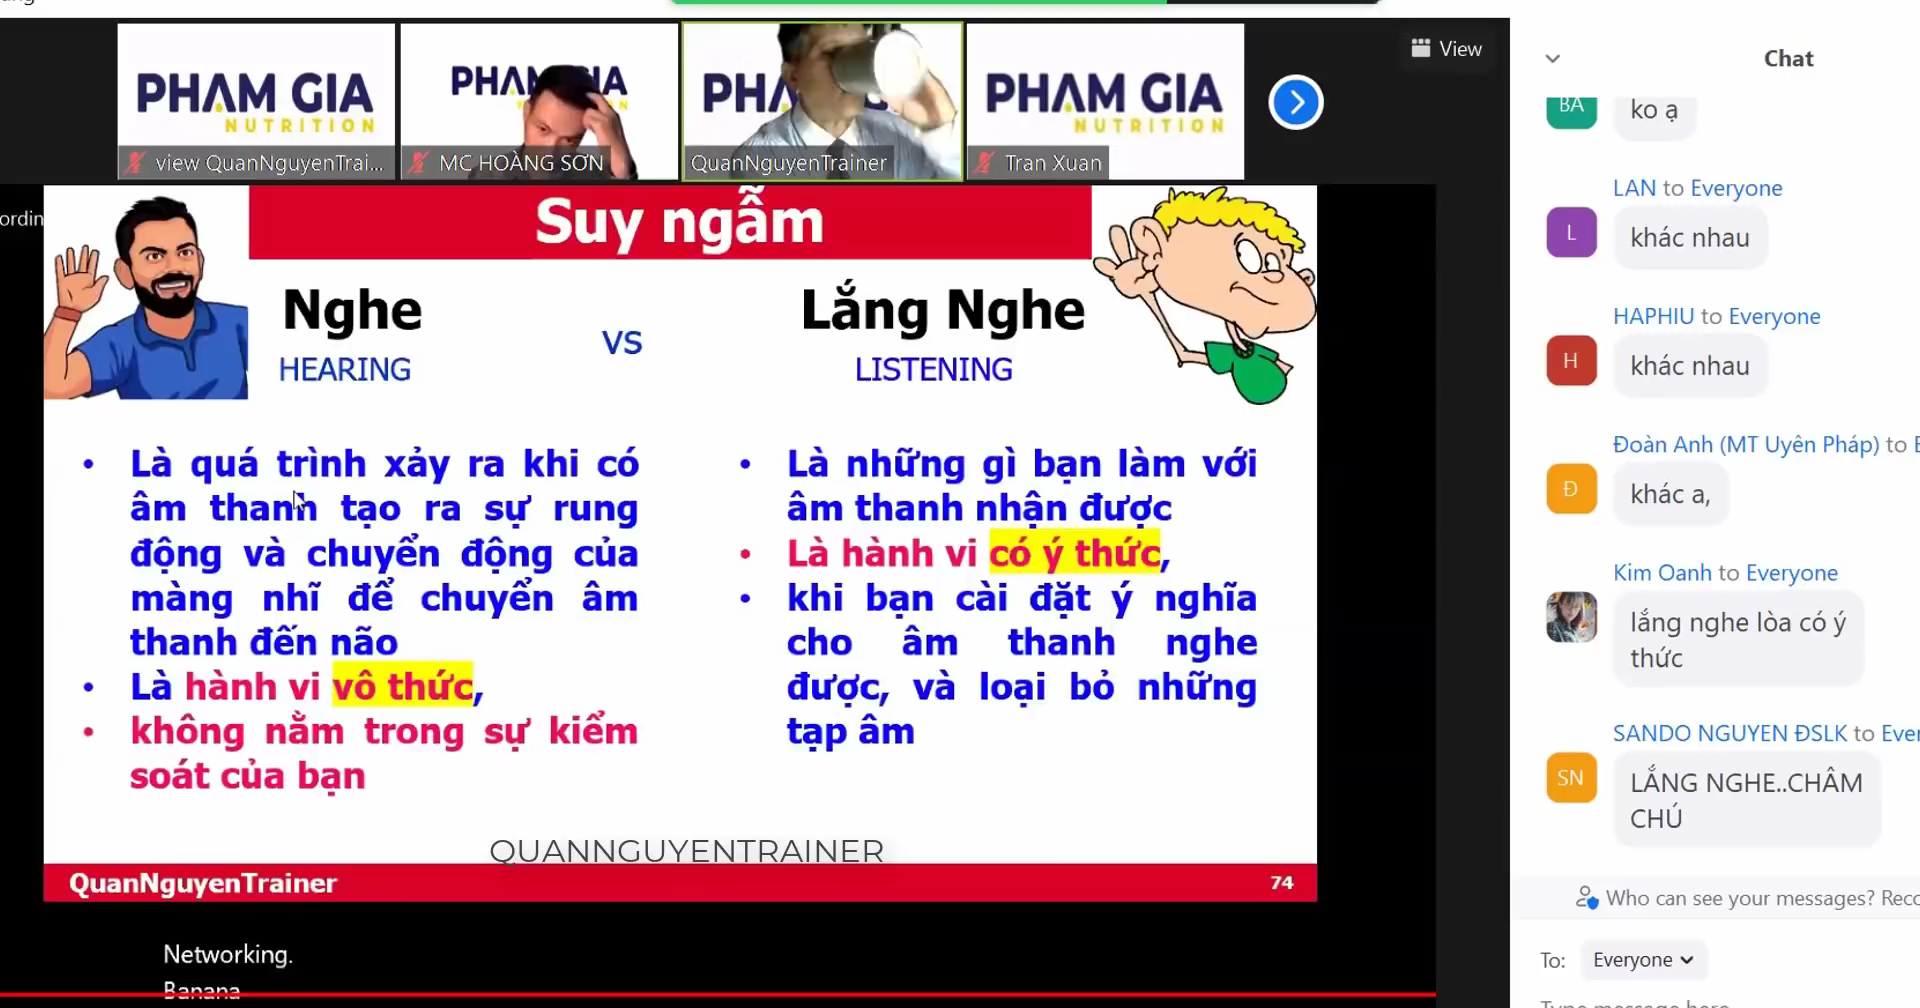 View
PHAM GIA
NUTRITION
view QuanNguyenTrai...
MC HOÀNG SƠN
QuanNguyenTrainer
PHAM GIA
NUTRITION
Tran Xuan
Suy ngẫm
Nghe
HEARING
VS
Lắng Nghe
LISTENING
• Là quá trình xảy ra khi có
âm thanh tạo ra sự rung
động và chuyển động của
màng nhĩ để chuyển âm
thanh đến não
• Là hành vi vô thức,
• không nằm trong sự kiểm
soát của bạn
• Là những gì bạn làm với
âm thanh nhận được
• Là hành vi có ý thức,
• khi bạn cài đặt ý nghĩa
cho âm thanh nghe
được, và loại bỏ những
tạp âm
QUANNGUYENTRAINER
QuanNguyenTrainer
74
Networking.
Banana
Chat
BA
ko ạ
LAN to Everyone
L
khác nhau
HAPHIU to Everyone
H
khác nhau
Đoàn Anh (MT Uyên Pháp) to
Đ
khác a,
Kim Oanh to Everyone
lắng nghe lòa có ý
thức
SANDO NGUYEN ĐSLK to
SN
LẮNG NGHE..CHÂM
CHÚ
Who can see your messages?
To: Everyone
Type message here